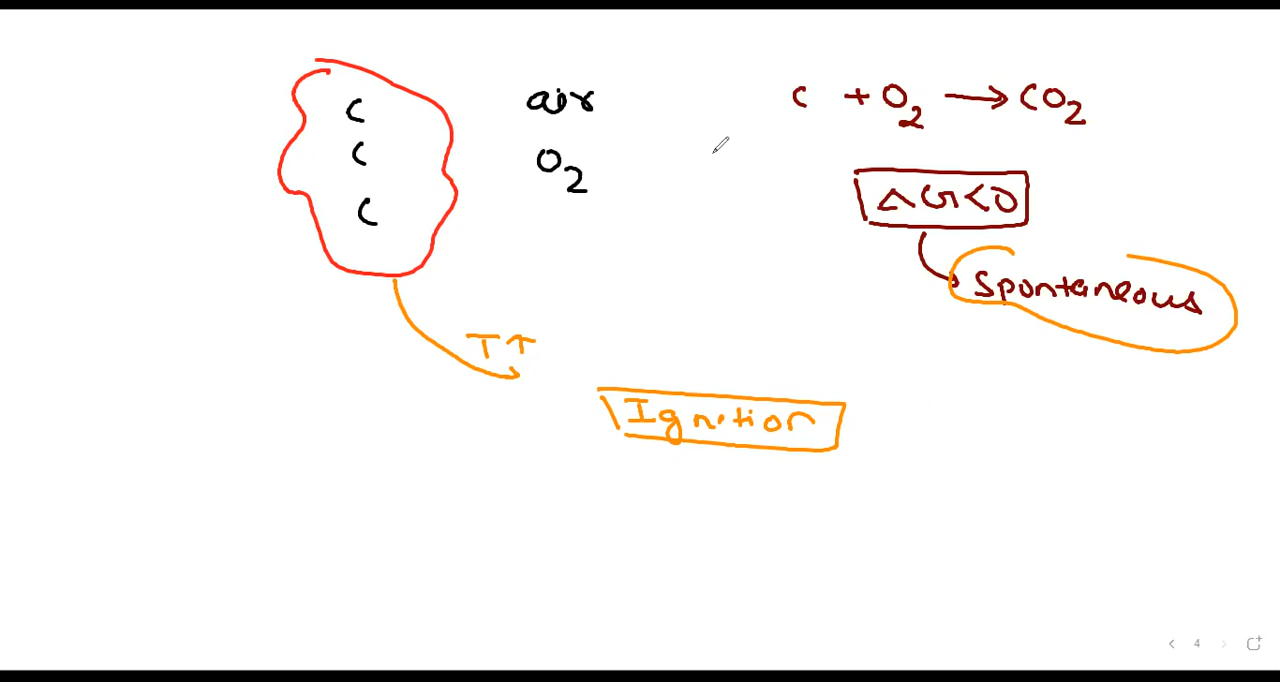 C air C + O2 → CO2
C O2
C ΔG<0
Spontaneous
T↑
Ignition
4